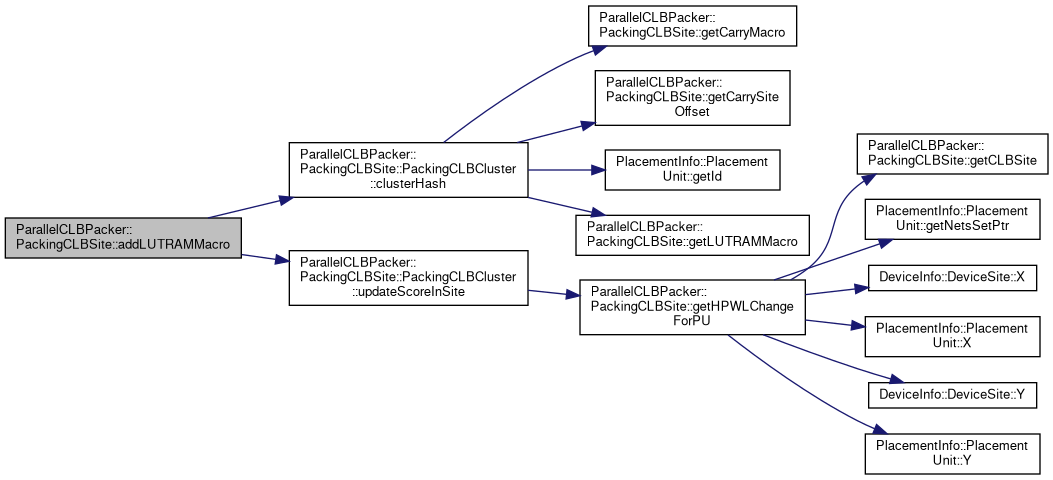 ParallelCLBPacker::
PackingCLBSite::addLUTRAMMacro
ParallelCLBPacker::
PackingCLBSite::PackingCLBCluster
::clusterHash
ParallelCLBPacker::
PackingCLBSite::PackingCLBCluster
::updateScoreInSite
ParallelCLBPacker::
PackingCLBSite::getCarryMacro
ParallelCLBPacker::
PackingCLBSite::getCarrySite
Offset
PlacementInfo::Placement
Unit::getId
ParallelCLBPacker::
PackingCLBSite::getLUTRAMMacro
ParallelCLBPacker::
PackingCLBSite::getHPWLChange
ForPU
ParallelCLBPacker::
PackingCLBSite::getCLBSite
PlacementInfo::Placement
Unit::getNetsSetPtr
DeviceInfo::DeviceSite::X
PlacementInfo::Placement
Unit::X
DeviceInfo::DeviceSite::Y
PlacementInfo::Placement
Unit::Y